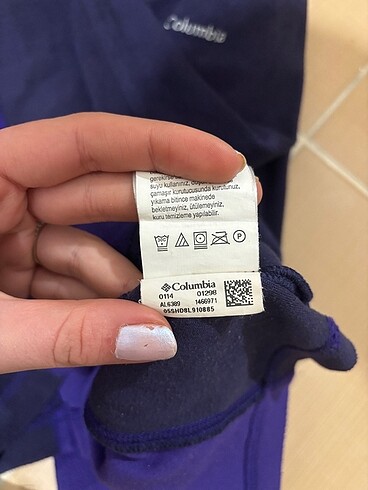 Columbia
suyu kullanınız, 
çamaşır kurutucusunda kurutunuz,
yıkama bitince makinede
bekletmeyiniz, ütülemeyiniz,
kuru temizleme yapılabilir.
P
Columbia
0114 01298
AL6389 1466971
05SHD8L910885